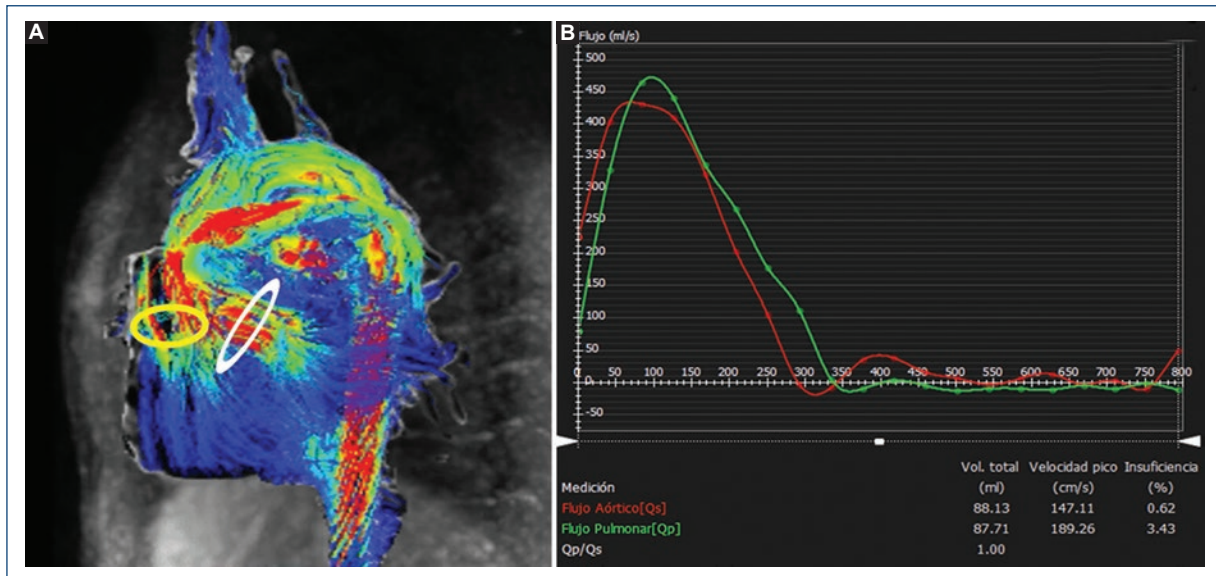 A
B
Flujo (ml/s)
500
450
400
350
300
250
200
150
100
50
0
-50
0 50 100 150 200 250 300 350 400 450 500 550 600 650 700 750 800
Vol. total Velocidad pico Insuficiencia
Medición (ml) (cm/s) (%)
Flujo Aórtico[Qs] 88.13 147.11 0.62
Flujo Pulmonar[Qp] 87.71 189.26 3.43
Qp/Qs 1.00